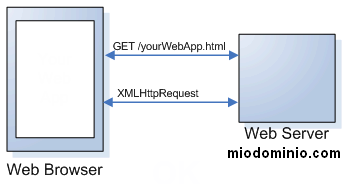 GET /yourWebApp.html
XMLHttpRequest
Web Server
miodominio.com
Web Browser